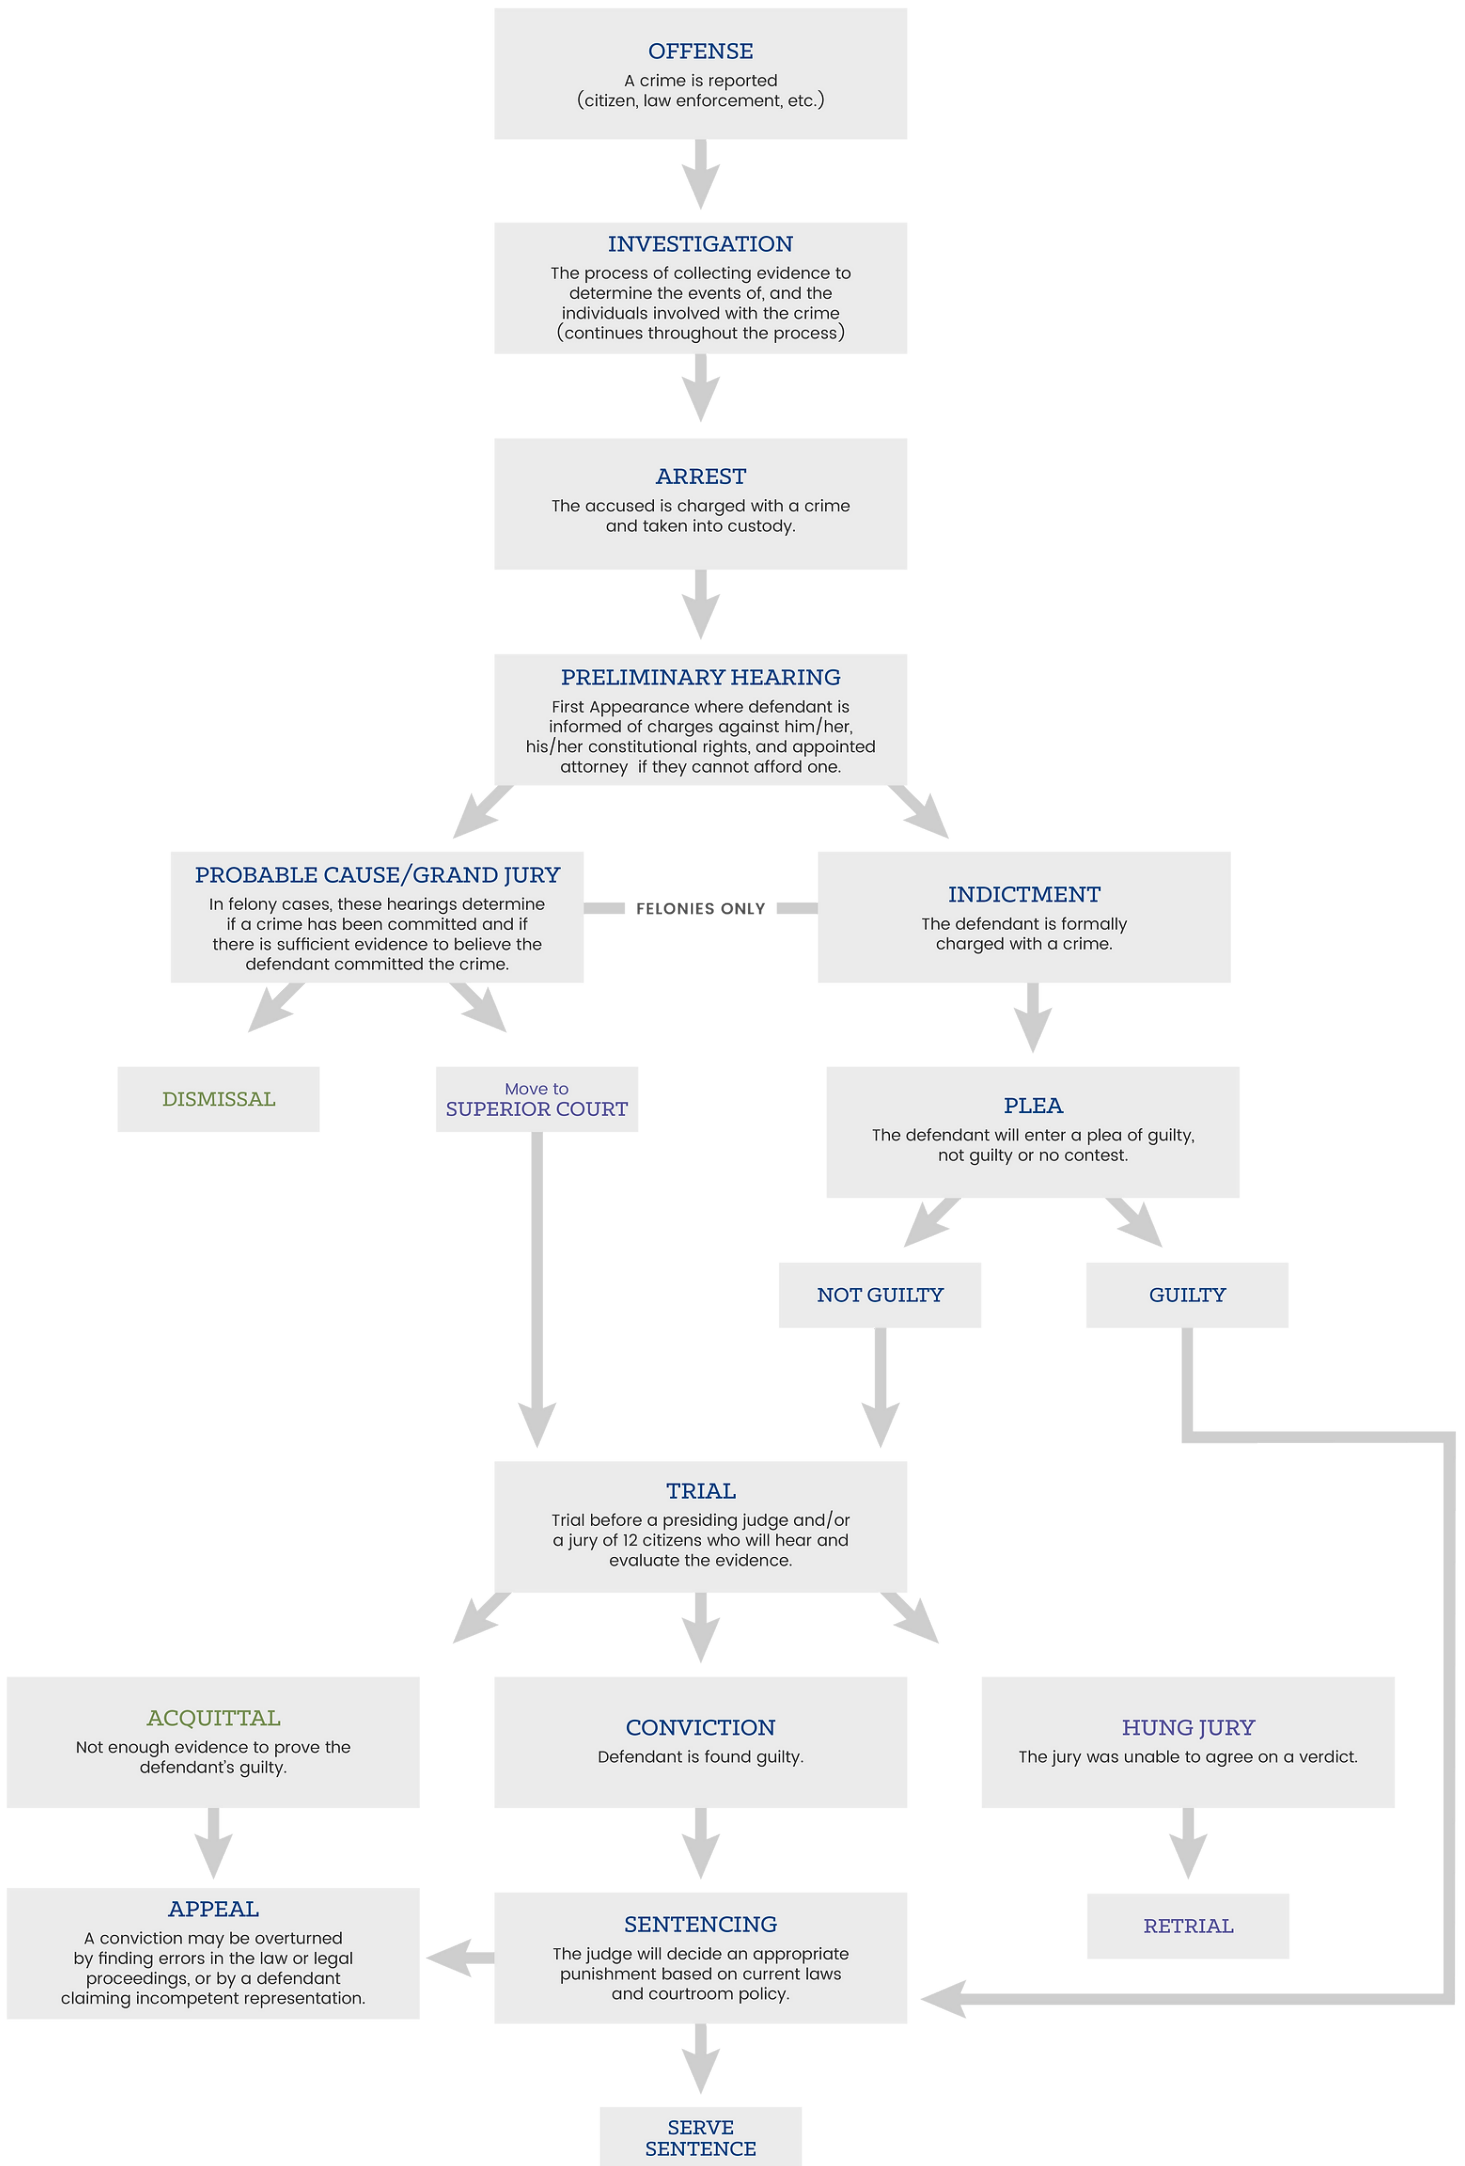 OFFENSE
A crime is reported
(citizen, law enforcement, etc.)
INVESTIGATION
The process of collecting evidence to
determine the events of, and the
individuals involved with the crime
(continues throughout the process)
ARREST
The accused is charged with a crime
and taken into custody.
PRELIMINARY HEARING
First Appearance where defendant is
informed of charges against him/her,
his/her constitutional rights, and appointed
attorney if they cannot afford one.
PROBABLE CAUSE/GRAND JURY
In felony cases, these hearings determine
if a crime has been committed and if
there is sufficient evidence to believe the
defendant committed the crime.
FELONIES ONLY
INDICTMENT
The defendant is formally
charged with a crime.
DISMISSAL
Move to
SUPERIOR COURT
PLEA
The defendant will enter a plea of guilty,
not guilty or no contest.
NOT GUILTY
GUILTY
TRIAL
Trial before a presiding judge and/or
a jury of 12 citizens who will hear and
evaluate the evidence.
ACQUITTAL
Not enough evidence to prove the
defendant's guilty.
CONVICTION
Defendant is found guilty.
HUNG JURY
The jury was unable to agree on a verdict.
APPEAL
A conviction may be overturned
by finding errors in the law or legal
proceedings, or by a defendant
claiming incompetent representation.
SENTENCING
The judge will decide an appropriate
punishment based on current laws
and courtroom policy.
RETRIAL
SERVE
SENTENCE